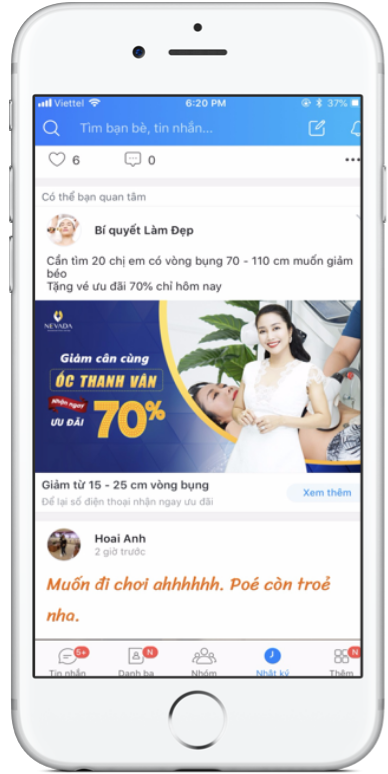 Viettel 6:20 PM 37%
Tìm bạn bè, tin nhắn...
6 0
Có thể bạn quan tâm
Bí quyết Làm Đẹp
Cần tìm 20 chị em có vòng bụng 70 - 110 cm muốn giảm
béo
Tặng vé ưu đãi 70% chỉ hôm nay
NEVADA
Giảm cân cùng
ỐC THANH VÂN
Nhận ngay
ƯU ĐÃI 70%
Giảm từ 15 - 25 cm vòng bụng
Để lại số điện thoại nhận ngay ưu đãi
Xem thêm
Hoai Anh
2 giờ trước
Muốn đi chơi ahhhhhh. Poé còn troẻ
nha.
5+ N N
Tin nhắn Danh bạ Nhóm Nhật ký Thêm